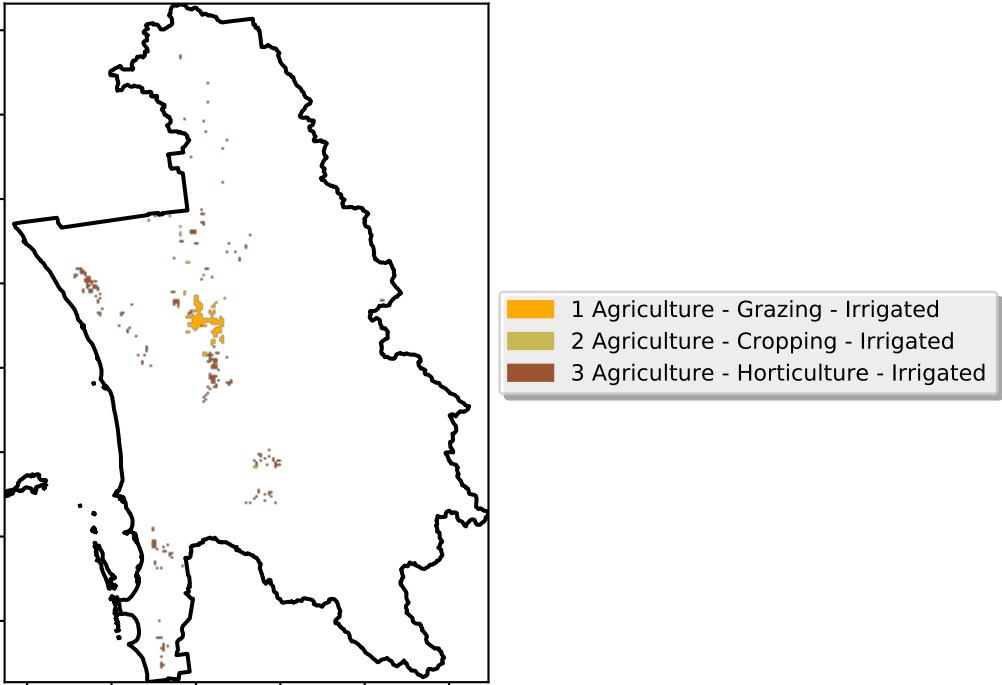 1 Agriculture - Grazing - Irrigated
2 Agriculture - Cropping - Irrigated
3 Agriculture - Horticulture - Irrigated